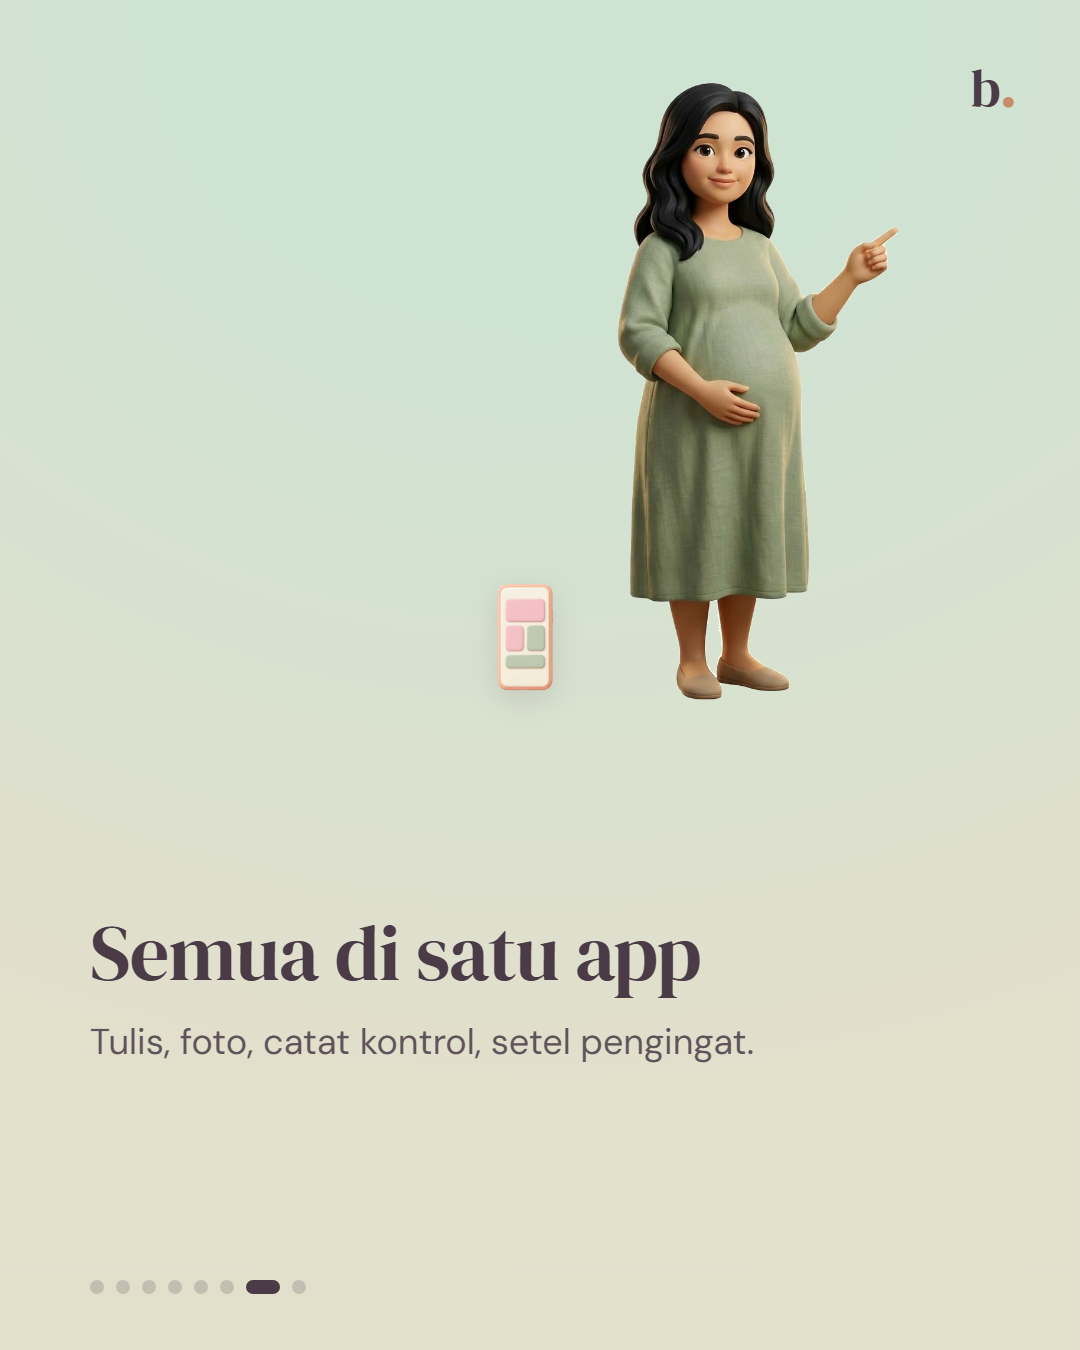 b.
Semua di satu app
Tulis, foto, catat kontrol, setel pengingat.